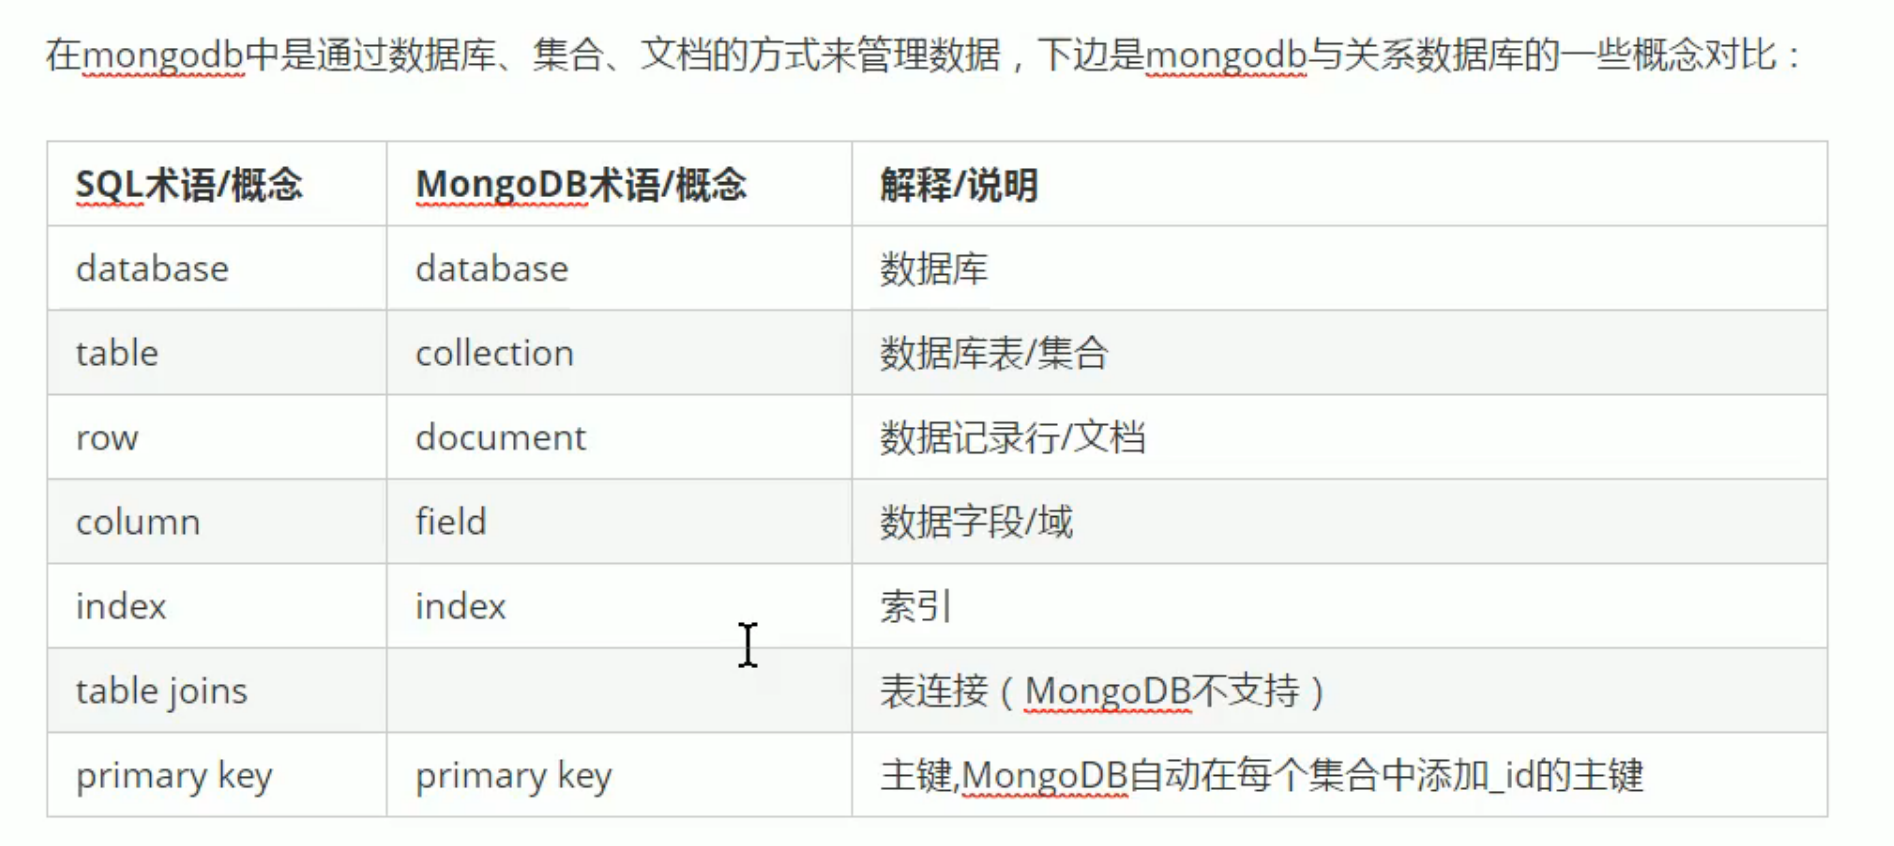 在mongodb中是通过数据库、集合、文档的方式来管理数据，下边是mongodb与关系数据库的一些概念对比：
SQL术语/概念 MongoDB术语/概念 解释/说明
database database 数据库
table collection 数据库表/集合
row document 数据记录行/文档
column field 数据字段/域
index index 索引
table joins 表连接（MongoDB不支持）
primary key primary key 主键,MongoDB自动在每个集合中添加_id的主键